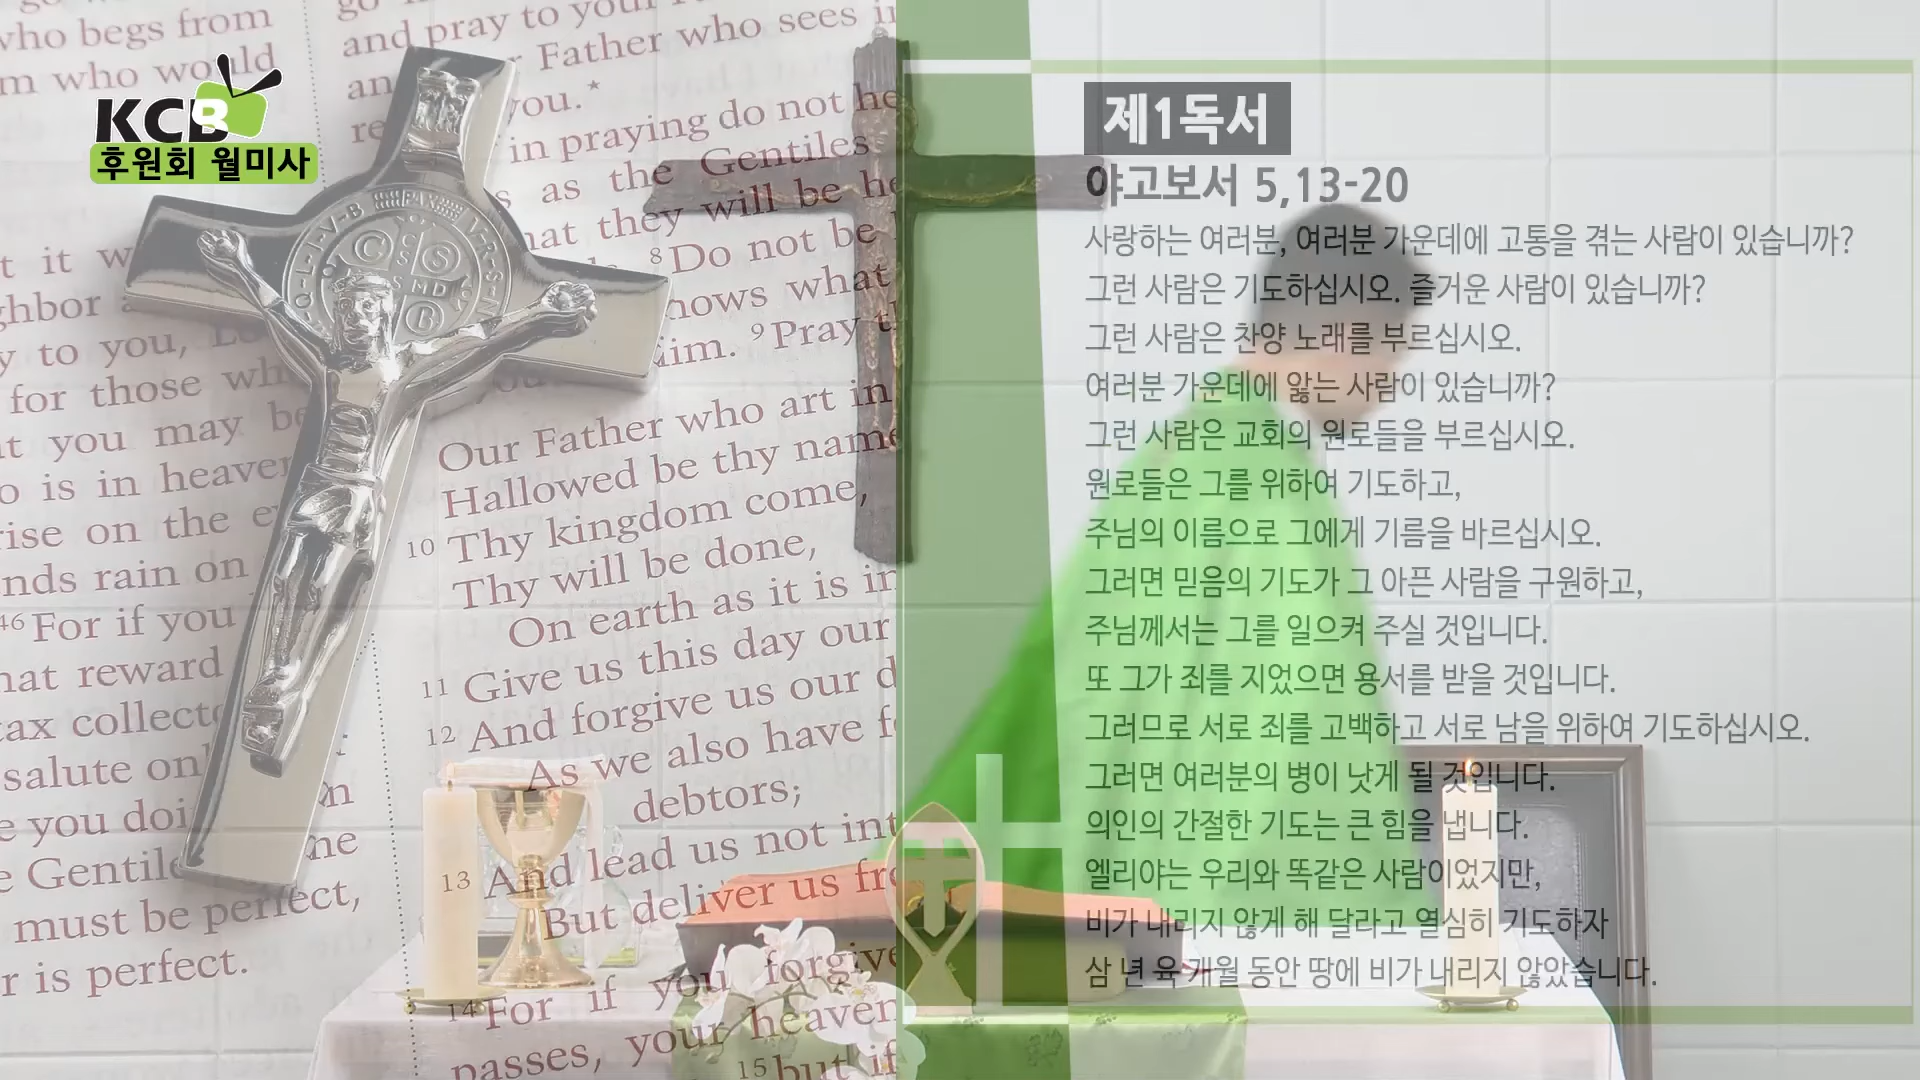 KCB
후원회 월미사
제1독서
야고보서 5,13-20
사랑하는 여러분, 여러분 가운데에 고통을 겪는 사람이 있습니까?
그런 사람은 기도하십시오. 즐거운 사람이 있습니까?
그런 사람은 찬양 노래를 부르십시오.
여러분 가운데에 앓는 사람이 있습니까?
그런 사람은 교회의 원로들을 부르십시오.
원로들은 그를 위하여 기도하고,
주님의 이름으로 그에게 기름을 바르십시오.
그러면 믿음의 기도가 그 아픈 사람을 구원하고,
주님께서는 그를 일으켜 주실 것입니다.
또 그가 죄를 지었으면 용서를 받을 것입니다.
그러므로 서로 죄를 고백하고 서로 남을 위하여 기도하십시오.
그러면 여러분의 병이 낫게 될 것입니다.
의인의 간절한 기도는 큰 힘을 냅니다.
엘리야는 우리와 똑같은 사람이었지만,
비가 내리지 않게 해 달라고 열심히 기도하자
삼 년 육 개월 동안 땅에 비가 내리지 않았습니다.
who begs from
who would
t it w
y to you,
for those
t you may be
o is in heaven
rise on the
nds rain on
46 For if you
hat reward
tax collect
salute on
e you doi
e Gentile
must be perfect,
r is perfect.
and pray to your
Father who sees
you.*
in praying do not he
as the Gentiles
that they will be he
8 Do not be
nows what
him. 9 Pray
Our Father who art in
Hallowed be thy name
10 Thy kingdom come,
Thy will be done,
On earth as it is in
11 Give us this day our
12 And forgive us our d
As we also have f
debtors;
13 And lead us not int
But deliver us fr
14 For if you forgive
passes, your heaven
15 but if